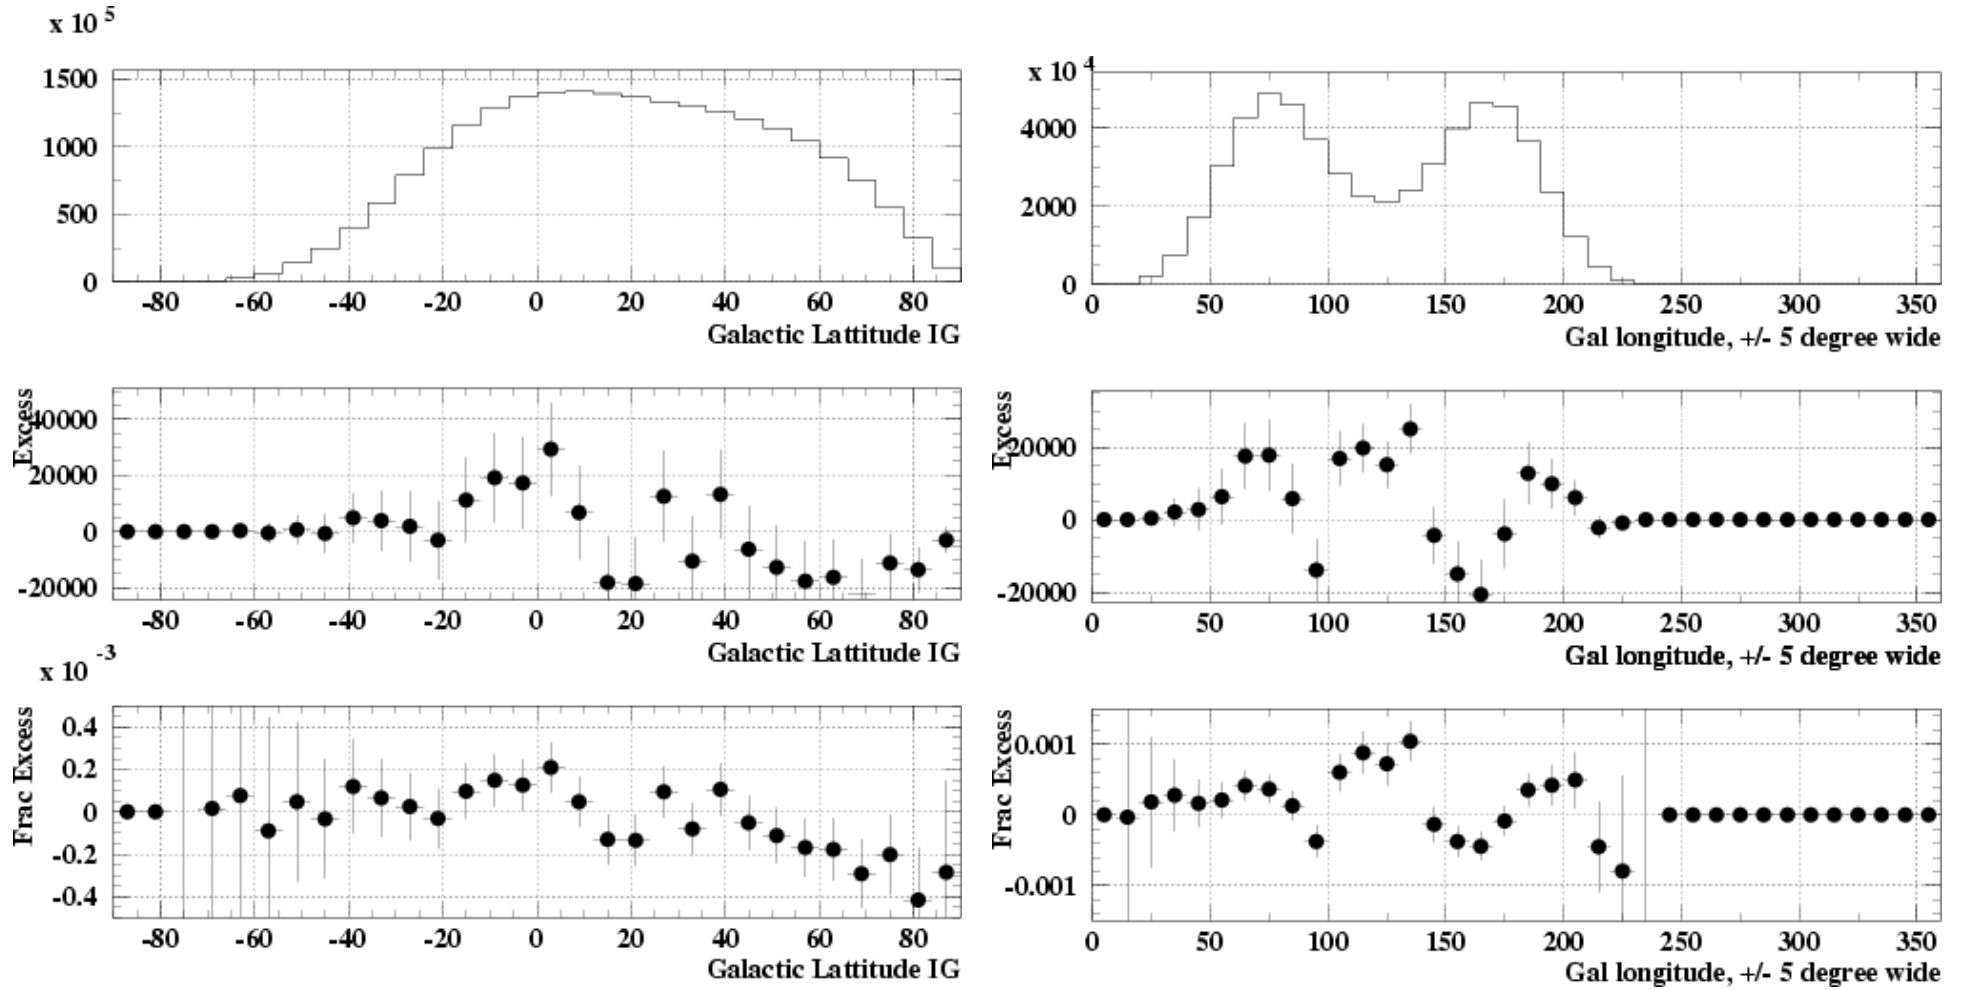 x 10 5
1500
1000
500
0
-80 -60 -40 -20 0 20 40 60 80
Galactic Lattitude IG
x 10 4
4000
2000
0
0 50 100 150 200 250 300 350
Gal longitude, +/- 5 degree wide
Excess
40000
20000
0
-20000
-80 -60 -40 -20 0 20 40 60 80
Galactic Lattitude IG
Excess
20000
0
-20000
0 50 100 150 200 250 300 350
Gal longitude, +/- 5 degree wide
x 10 -3
Frac Excess
0.4
0.2
0
-0.2
-0.4
-80 -60 -40 -20 0 20 40 60 80
Galactic Lattitude IG
Frac Excess
0.001
0
-0.001
0 50 100 150 200 250 300 350
Gal longitude, +/- 5 degree wide